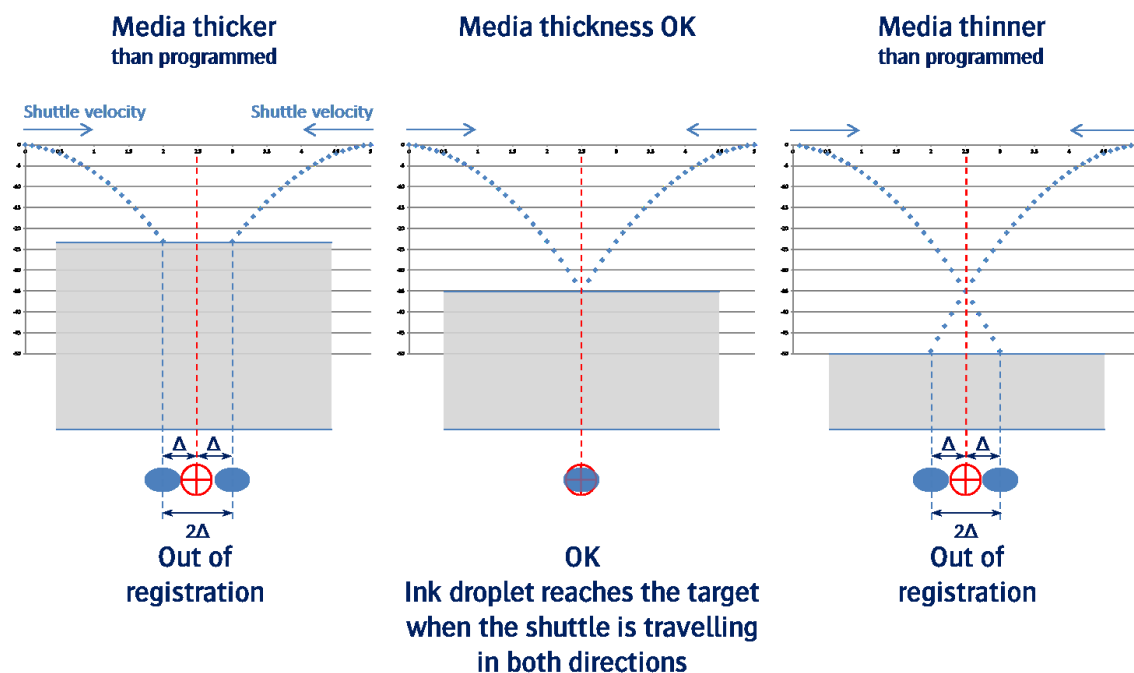 Media thicker
than programmed
Shuttle velocity
Shuttle velocity
Δ
Δ
2Δ
Out of
registration
Media thickness OK
OK
Ink droplet reaches the target
when the shuttle is travelling
in both directions
Media thinner
than programmed
Δ
Δ
2Δ
Out of
registration